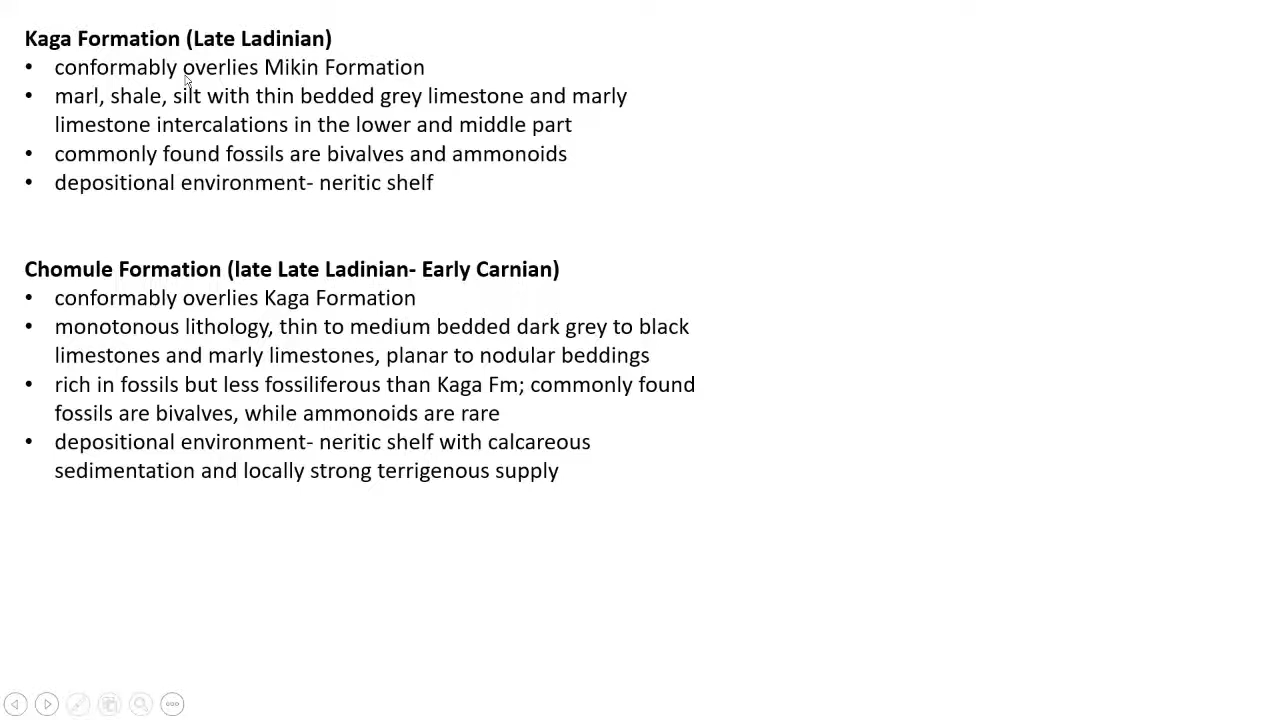 Kaga Formation (Late Ladinian)
• conformably overlies Mikin Formation
• marl, shale, silt with thin bedded grey limestone and marly
limestone intercalations in the lower and middle part
• commonly found fossils are bivalves and ammonoids
• depositional environment- neritic shelf
Chomule Formation (late Late Ladinian- Early Carnian)
• conformably overlies Kaga Formation
• monotonous lithology, thin to medium bedded dark grey to black
limestones and marly limestones, planar to nodular beddings
• rich in fossils but less fossiliferous than Kaga Fm; commonly found
fossils are bivalves, while ammonoids are rare
• depositional environment- neritic shelf with calcareous
sedimentation and locally strong terrigenous supply